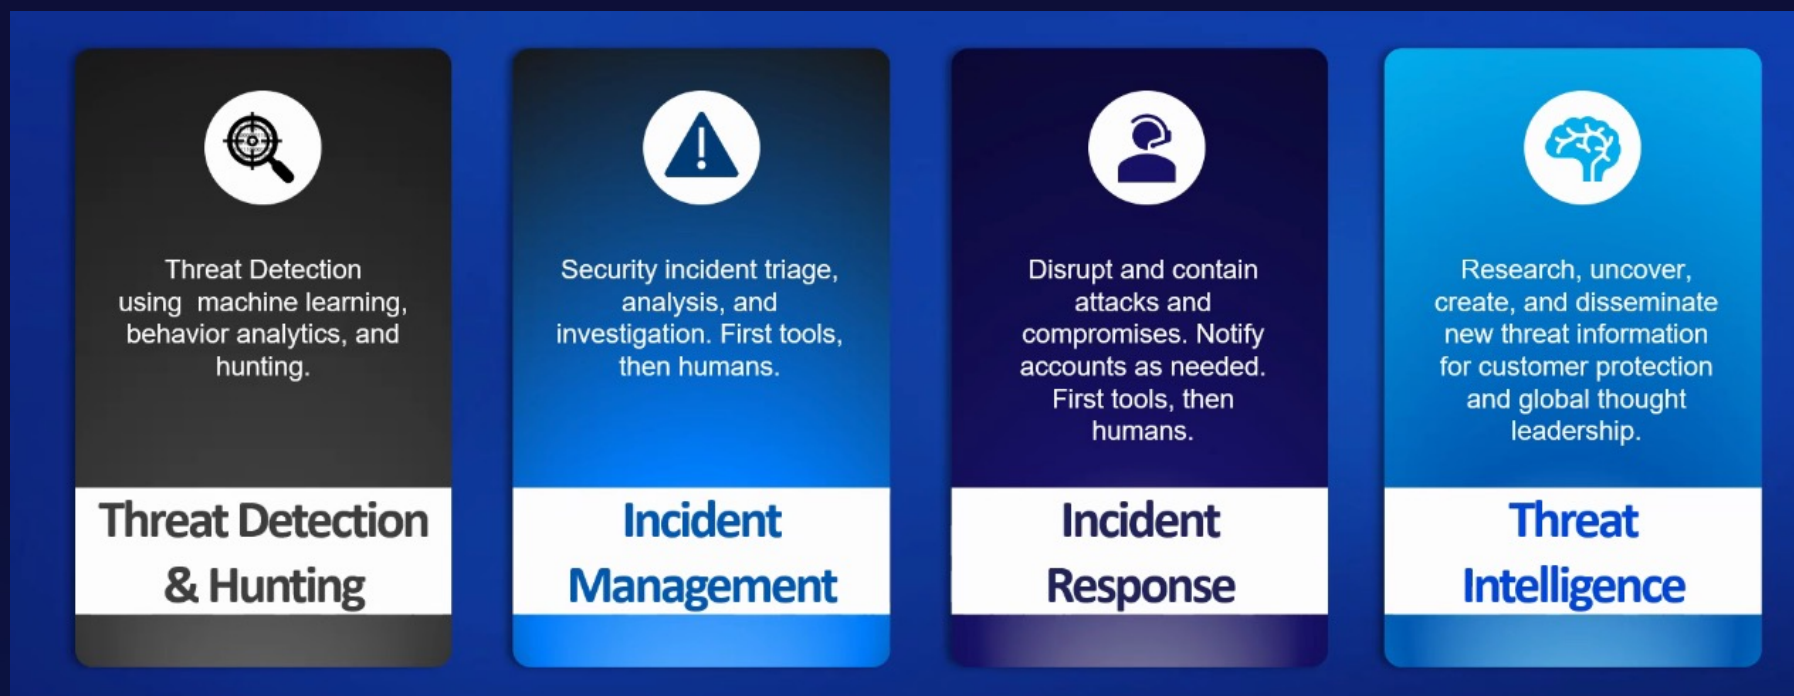 Threat Detection
using  machine learning,
behavior analytics, and
hunting.
Threat Detection
& Hunting
Security incident triage,
analysis, and
investigation. First tools,
then humans.
Incident
Management
Disrupt and contain
attacks and
compromises. Notify
accounts as needed.
First tools, then
humans.
Incident
Response
Research, uncover,
create, and disseminate
new threat information
for customer protection
and global thought
leadership.
Threat
Intelligence